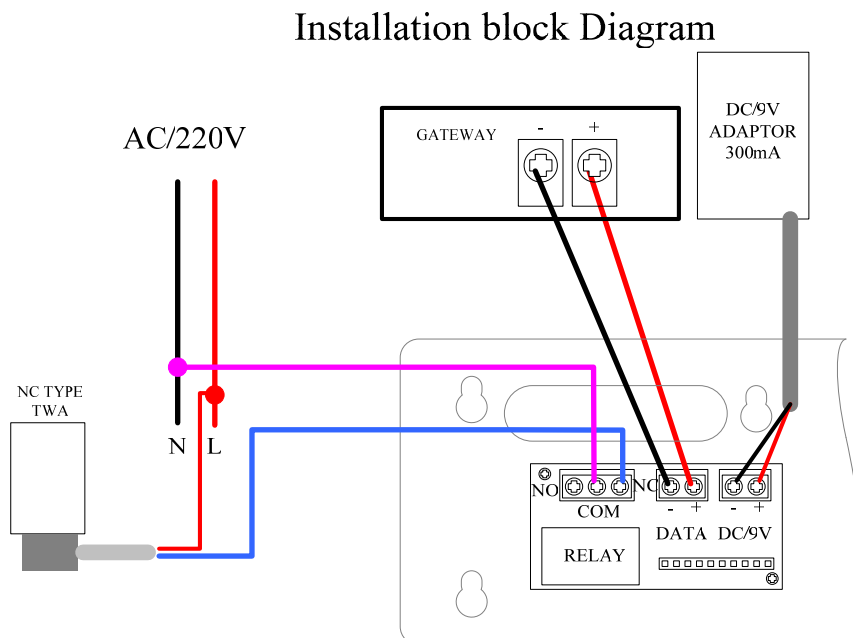 Installation block Diagram
DC/9V
ADAPTOR
300mA
GATEWAY
-
+
AC/220V
NC TYPE
TWA
N
L
NO
NC
COM
-
+
-
+
DATA
DC/9V
RELAY